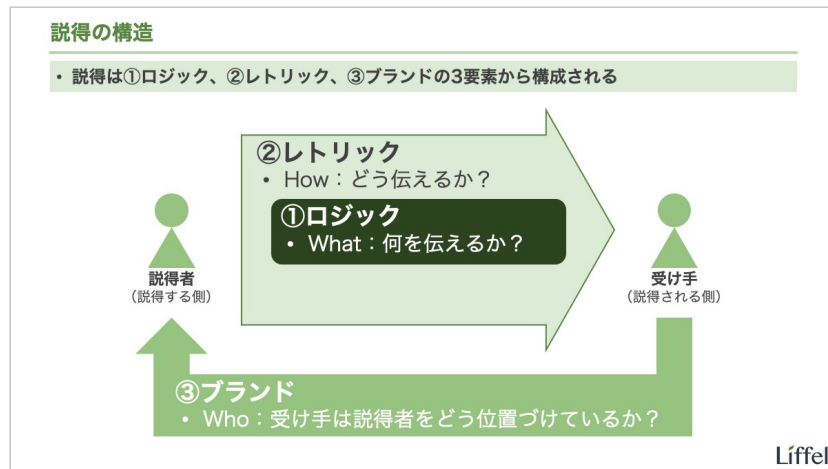 説得の構造
• 説得は①ロジック、②レトリック、③ブランドの3要素から構成される
②レトリック
• How：どう伝えるか？
①ロジック
• What：何を伝えるか？
説得者
（説得する側）
受け手
（説得される側）
③ブランド
• Who：受け手は説得者をどう位置づけているか？
Liffel